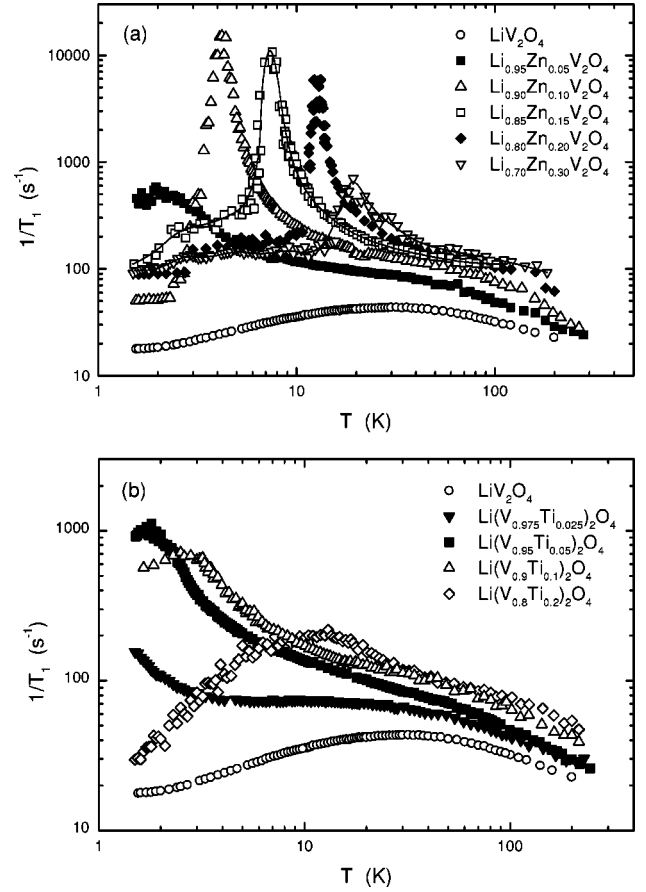 (a)
LiV₂O₄
Li₀.₉₅Zn₀.₀₅V₂O₄
Li₀.₉₀Zn₀.₁₀V₂O₄
Li₀.₈₅Zn₀.₁₅V₂O₄
Li₀.₈₀Zn₀.₂₀V₂O₄
Li₀.₇₀Zn₀.₃₀V₂O₄
10000
1000
100
10
1/T₁ (s⁻¹)
1
10
100
T (K)
(b)
LiV₂O₄
Li(V₀.₉₇₅Ti₀.₀₂₅)₂O₄
Li(V₀.₉₅Ti₀.₀₅)₂O₄
Li(V₀.₉Ti₀.₁)₂O₄
Li(V₀.₈Ti₀.₂)₂O₄
1000
100
10
1/T₁ (s⁻¹)
1
10
100
T (K)